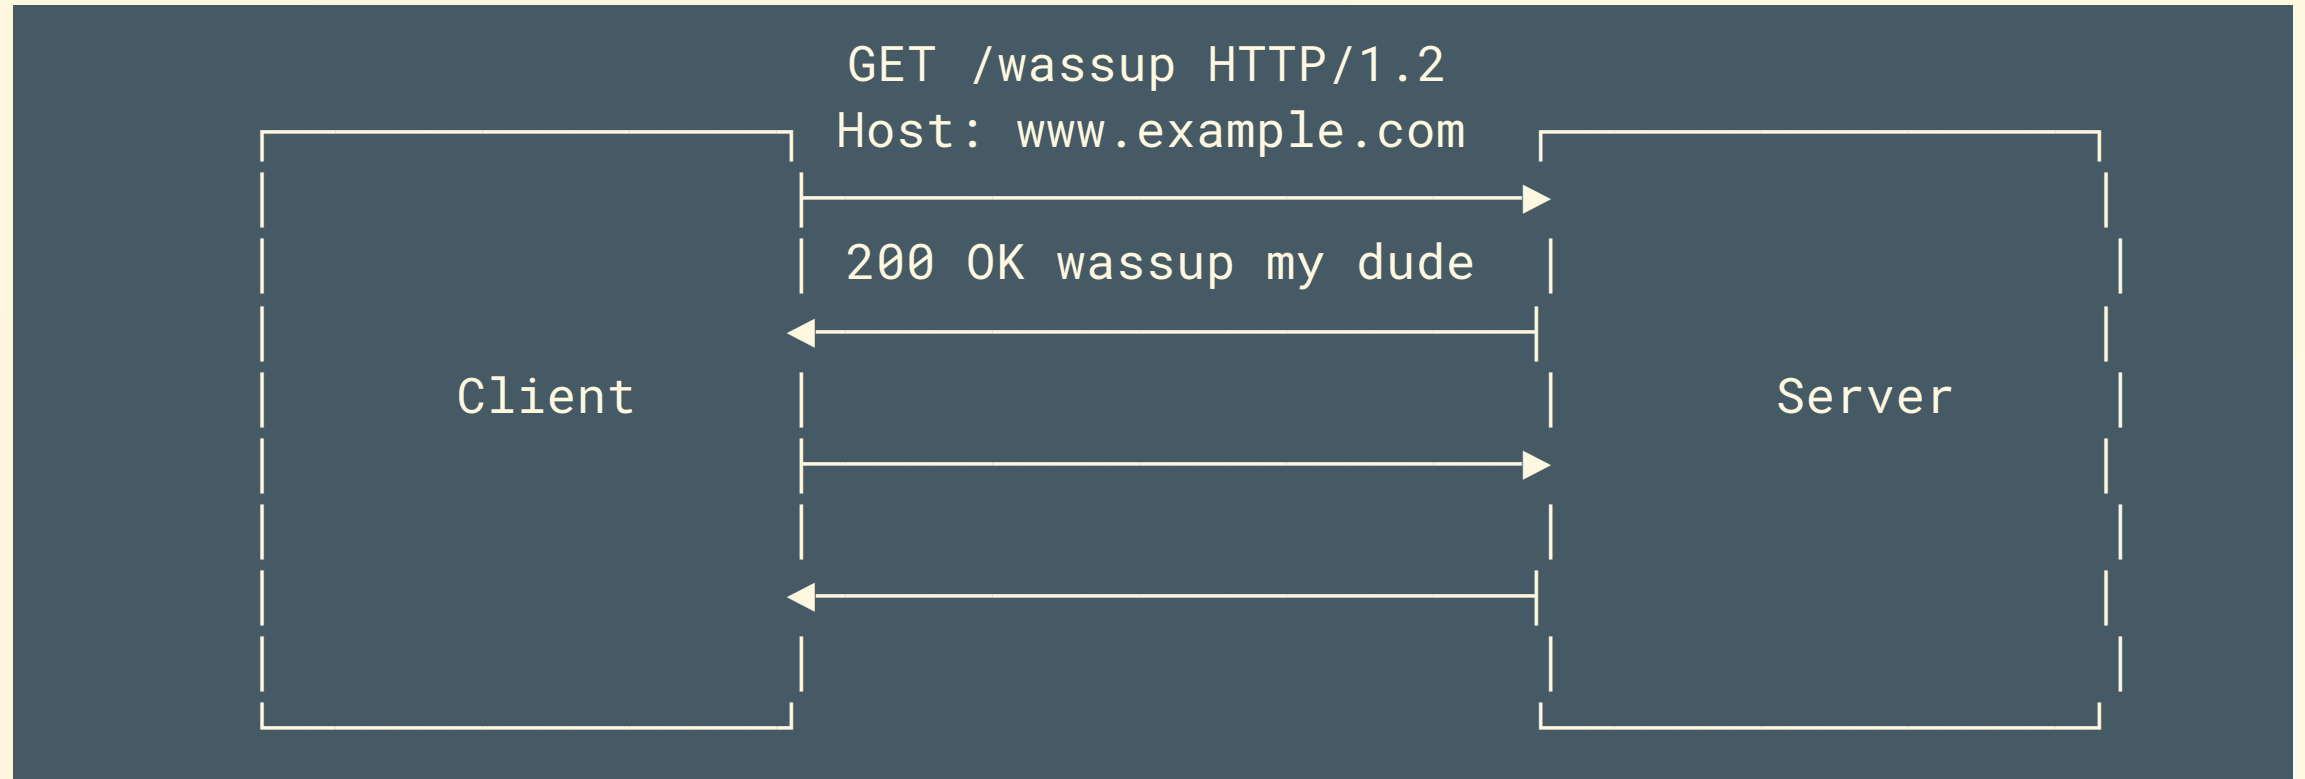 GET /wassup HTTP/1.2
Host: www.example.com
200 OK wassup my dude
Client
Server